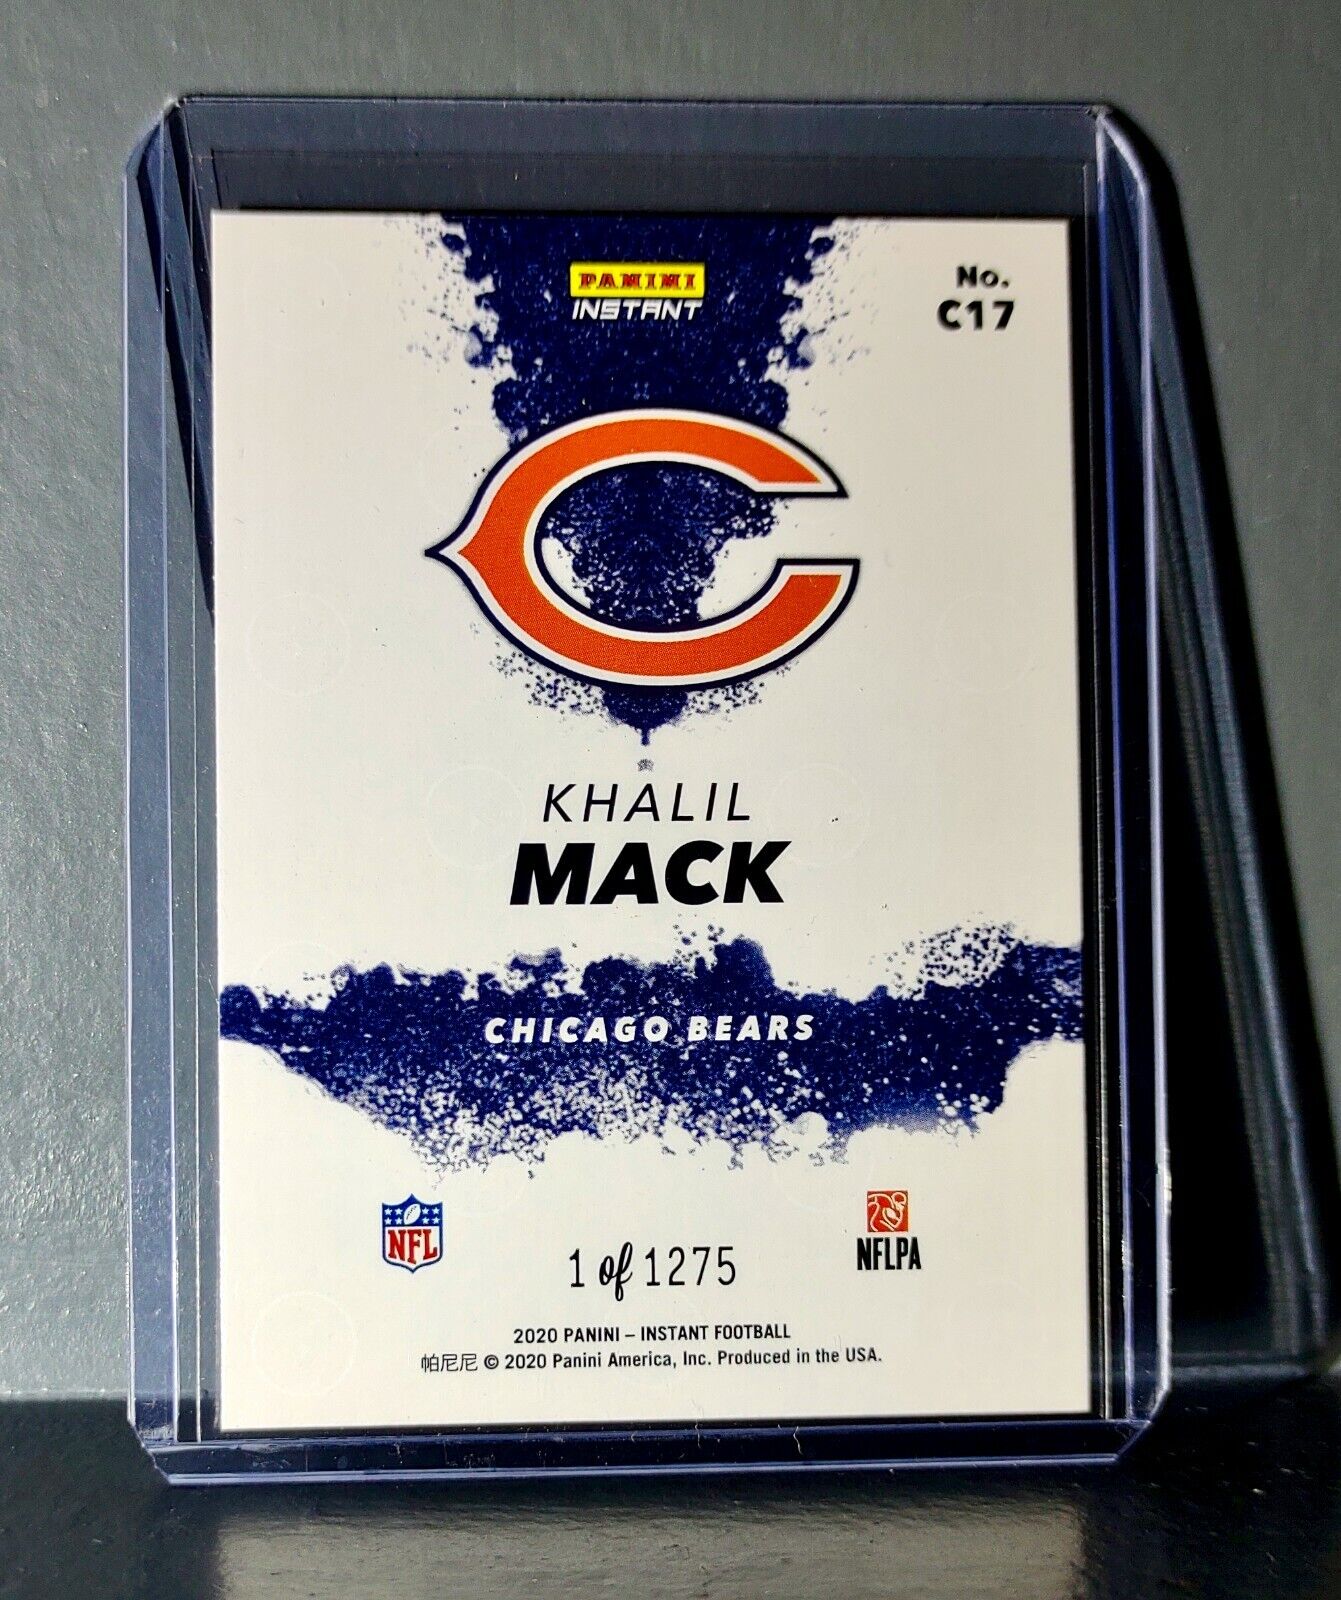 PANINI
INSTANT
No.
C17
KHALIL
MACK
CHICAGO BEARS
NFL
NFLPA
1 of 1275
2020 PANINI – INSTANT FOOTBALL
帕尼尼 © 2020 Panini America, Inc. Produced in the USA.